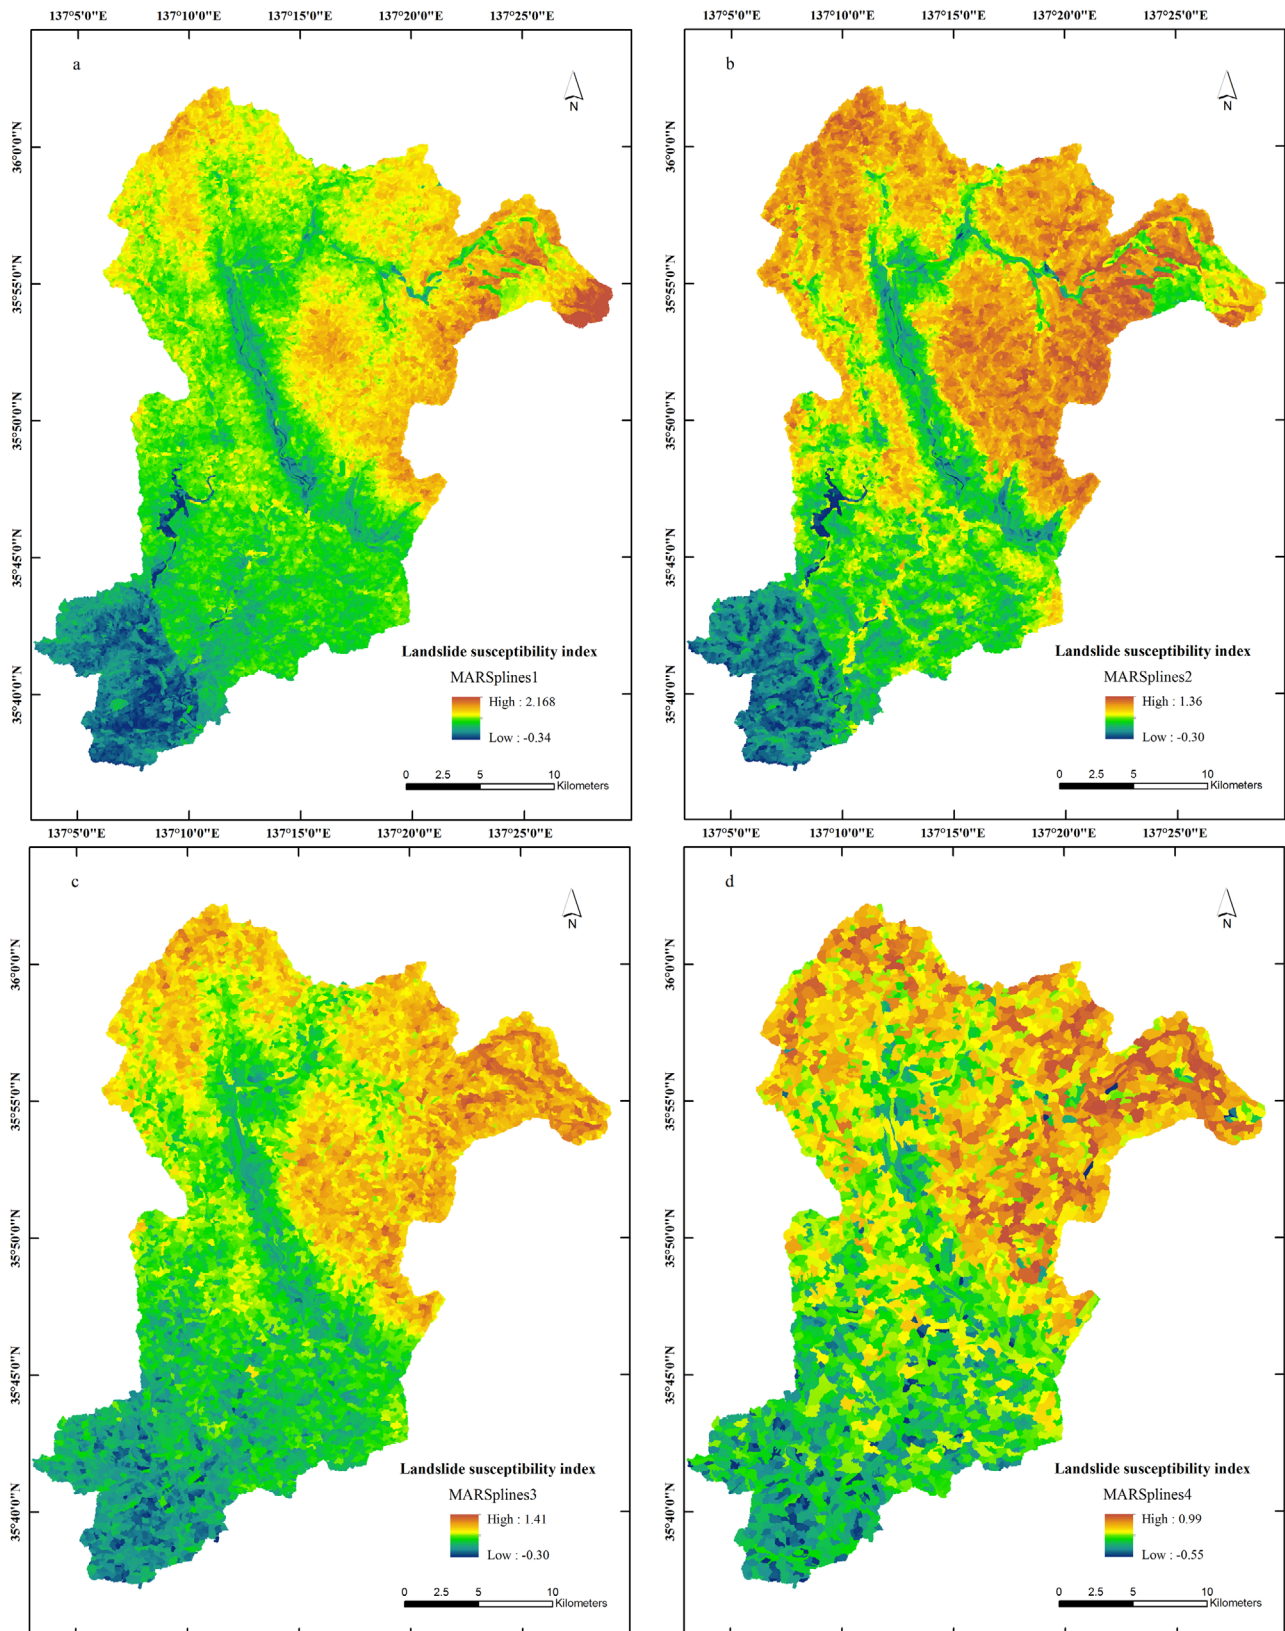 137°5'0"E 137°10'0"E 137°15'0"E 137°20'0"E 137°25'0"E
137°5'0"E 137°10'0"E 137°15'0"E 137°20'0"E 137°25'0"E
a
N
36°0'0"N
35°55'0"N
35°50'0"N
35°45'0"N
35°40'0"N
Landslide susceptibility index
MARSplines1
High : 2.168
Low : -0.34
0 2.5 5 10
Kilometers
b
N
36°0'0"N
35°55'0"N
35°50'0"N
35°45'0"N
35°40'0"N
Landslide susceptibility index
MARSplines2
High : 1.36
Low : -0.30
0 2.5 5 10
Kilometers
137°5'0"E 137°10'0"E 137°15'0"E 137°20'0"E 137°25'0"E
137°5'0"E 137°10'0"E 137°15'0"E 137°20'0"E 137°25'0"E
c
N
36°0'0"N
35°55'0"N
35°50'0"N
35°45'0"N
35°40'0"N
Landslide susceptibility index
MARSplines3
High : 1.41
Low : -0.30
0 2.5 5 10
Kilometers
d
N
36°0'0"N
35°55'0"N
35°50'0"N
35°45'0"N
35°40'0"N
Landslide susceptibility index
MARSplines4
High : 0.99
Low : -0.55
0 2.5 5 10
Kilometers